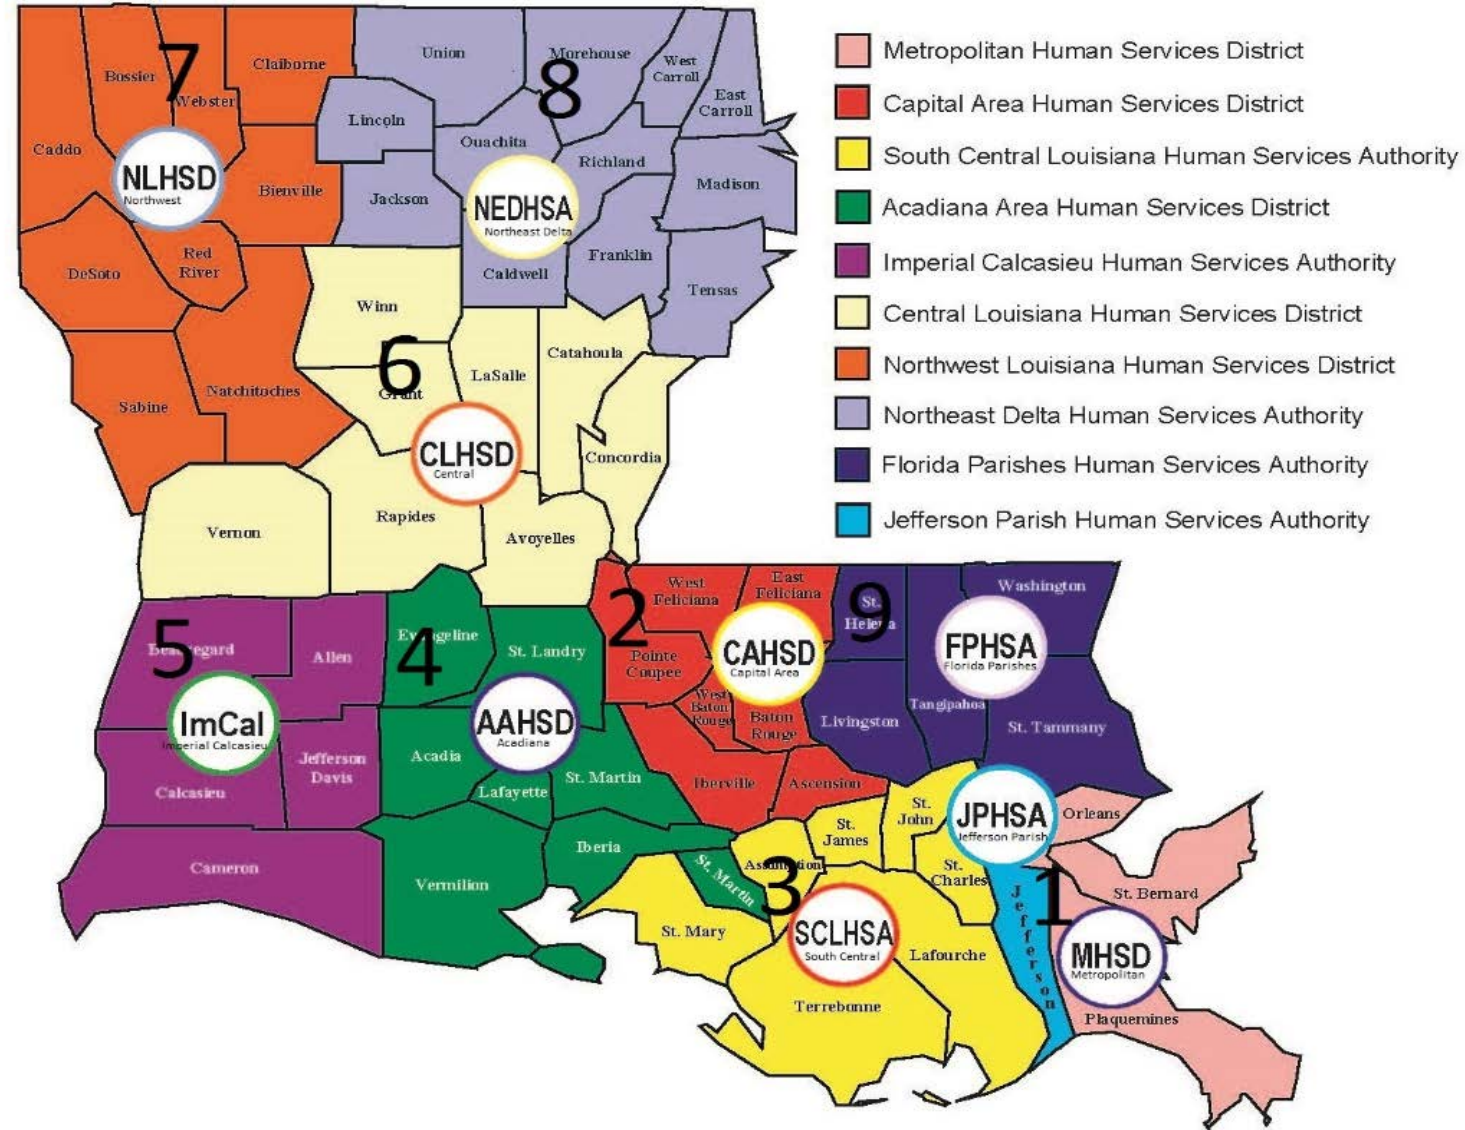 Metropolitan Human Services District
Capital Area Human Services District
South Central Louisiana Human Services Authority
Acadiana Area Human Services District
Imperial Calcasieu Human Services Authority
Central Louisiana Human Services District
Northwest Louisiana Human Services District
Northeast Delta Human Services Authority
Florida Parishes Human Services Authority
Jefferson Parish Human Services Authority
7
Caddo
Bossier
Webster
Claiborne
Bienville
NLHSD
Northwest
DeSoto
Red
River
Sabine
Natchitoches
8
Union
Morehouse
West
Carroll
East
Carroll
Lincoln
Ouachita
Richland
Madison
Jackson
NEDHSA
Northeast Delta
Caldwell
Franklin
Tensas
6
Winn
Grant
LaSalle
Catahoula
CLHSD
Central
Concordia
Vernon
Rapides
Avoyelles
5
Beauregard
Allen
ImCal
Imperial Calcasieu
Calcasieu
Jefferson
Davis
Cameron
4
Evangeline
St. Landry
AAHSD
Acadiana
Acadia
Lafayette
St. Martin
Iberia
St. Martin
Vermilion
2
West
Feliciana
East
Feliciana
Pointe
Coupee
CAHSD
Capital Area
West
Baton
Rouge
Baton
Rouge
Iberville
Ascension
9
St.
Helena
Washington
FPHSA
Florida Parishes
Livingston
Tangipahoa
St. Tammany
3
Assumption
St.
James
St.
John
St.
Charles
St. Mary
SCLHSA
South Central
Lafourche
Terrebonne
JPHSA
Jefferson Parish
Jefferson
1
Orleans
St. Bernard
MHSD
Metropolitan
Plaquemines